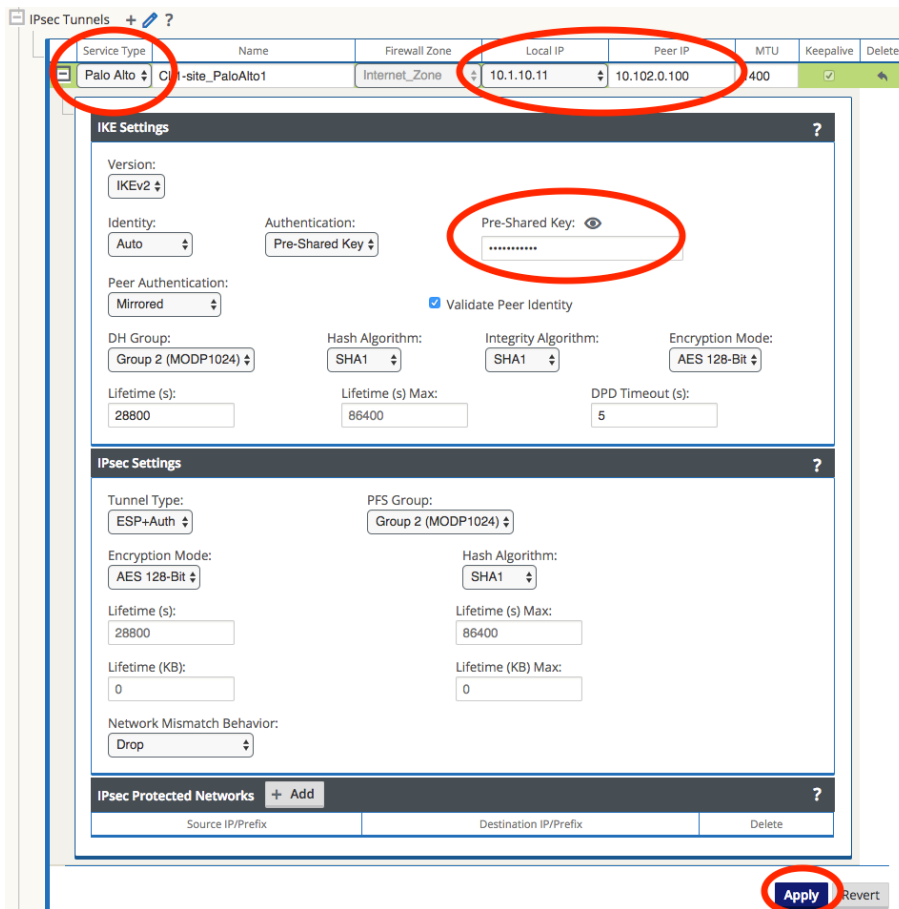 IPsec Tunnels + ?
Service Type Name Firewall Zone Local IP Peer IP MTU Keepalive Delete
Palo Alto -site_PaloAlto1 Internet_Zone 10.1.10.11 10.102.0.100 400
IKE Settings ?
Version:
IKEv2
Identity: Authentication: Pre-Shared Key:
Auto Pre-Shared Key •••••••••••
Peer Authentication:
Mirrored Validate Peer Identity
DH Group: Hash Algorithm: Integrity Algorithm: Encryption Mode:
Group 2 (MODP1024) SHA1 SHA1 AES 128-Bit
Lifetime (s): Lifetime (s) Max: DPD Timeout (s):
28800 86400 5
IPsec Settings ?
Tunnel Type: PFS Group:
ESP+Auth Group 2 (MODP1024)
Encryption Mode: Hash Algorithm:
AES 128-Bit SHA1
Lifetime (s): Lifetime (s) Max:
28800 86400
Lifetime (KB): Lifetime (KB) Max:
0 0
Network Mismatch Behavior:
Drop
IPsec Protected Networks + Add ?
Source IP/Prefix Destination IP/Prefix Delete
Apply Revert